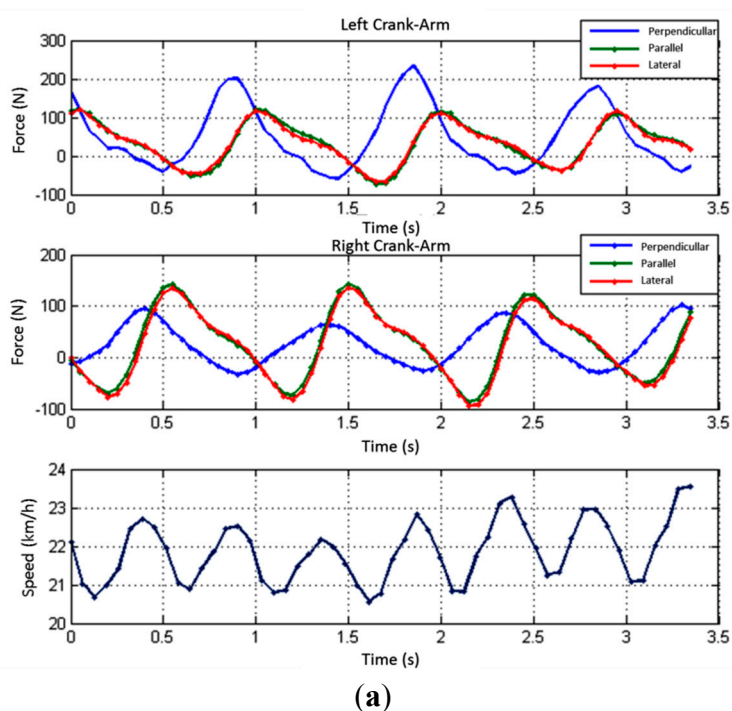 Left Crank-Arm
300
200
100
0
-100
Force (N)
Perpendicullar
Parallel
Lateral
0 0.5 1 1.5 2 2.5 3 3.5
Time (s)
Right Crank-Arm
200
100
0
-100
Force (N)
Perpendicullar
Parallel
Lateral
0 0.5 1 1.5 2 2.5 3 3.5
Time (s)
24
23
22
21
20
Speed (km/h)
0 0.5 1 1.5 2 2.5 3 3.5
Time (s)
(a)